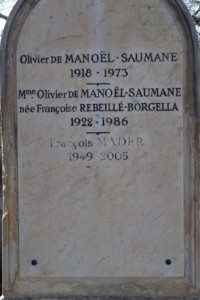 Olivier DE MANOËL-SAUMANE
1918 - 1973
Mme Olivier DE MANOËL-SAUMANE
née Françoise REBEILLÉ-BORGELLA
1922 - 1986
François MADER
1949 2005